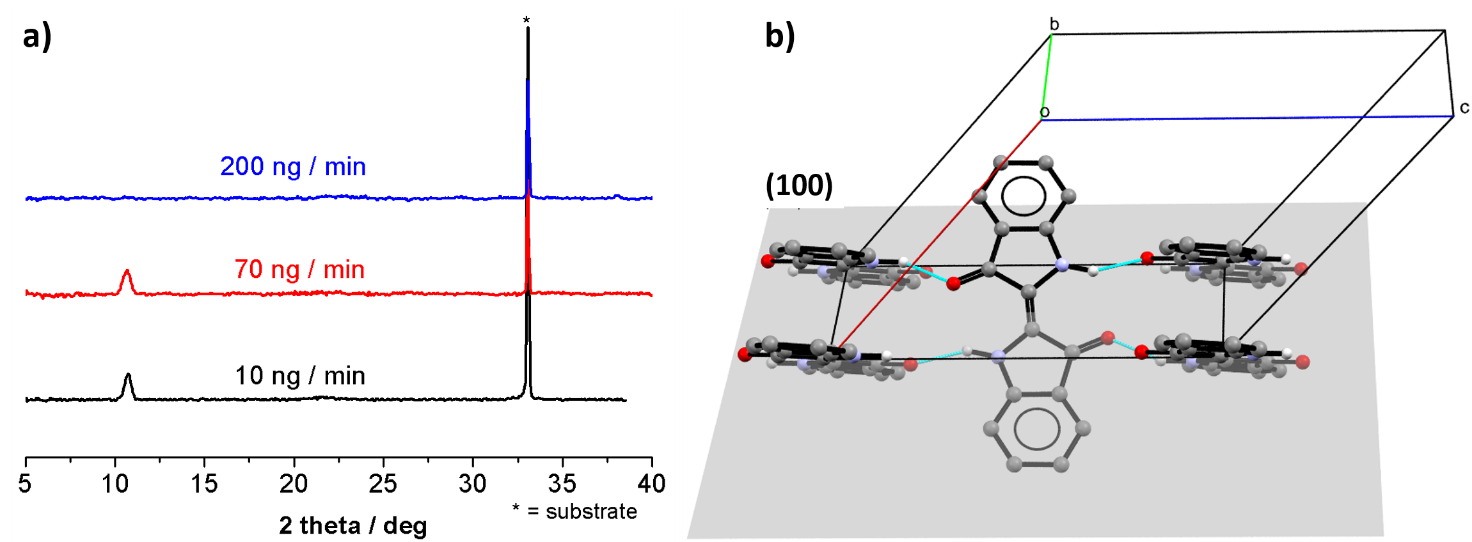 a)
*
200 ng / min
70 ng / min
10 ng / min
5 10 15 20 25 30 35 40
* = substrate
2 theta / deg
b)
b
o
c
(100)